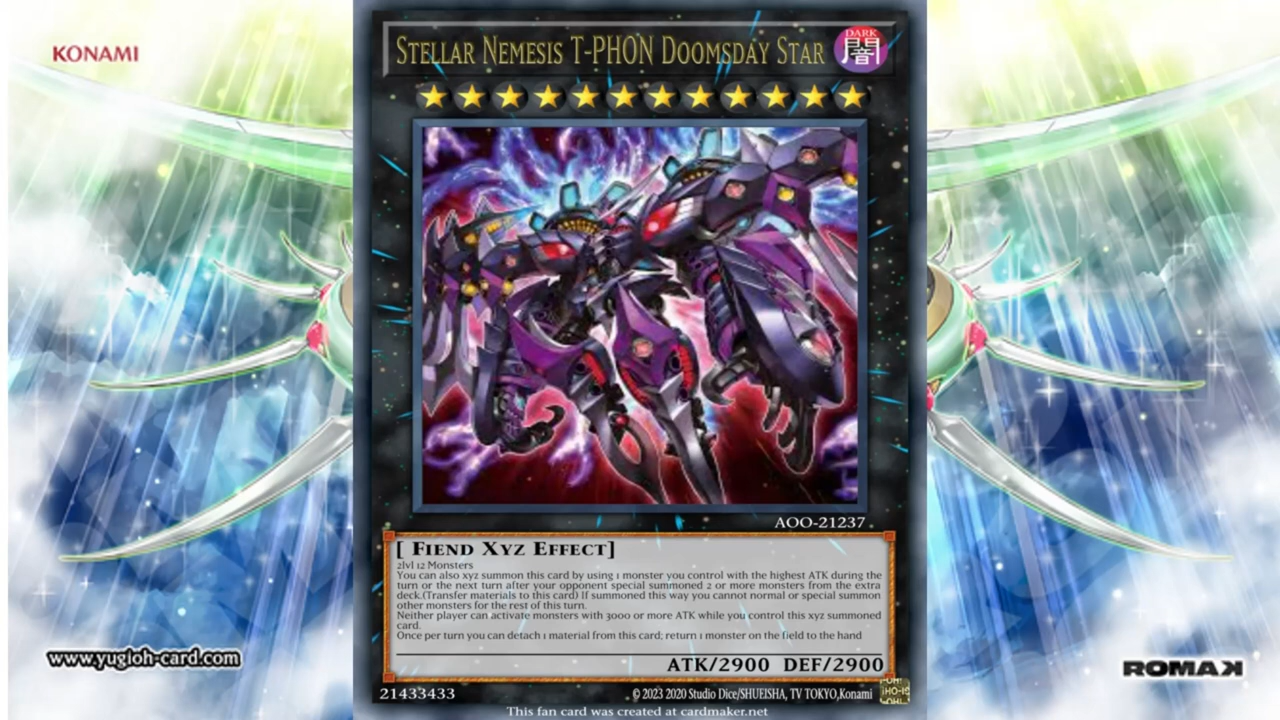 KONAMI
STELLAR NEMESIS T-PHON DOOMSDAY STAR
DARK
闇
AOO-21237
[ FIEND XYZ EFFECT]
2lvl 12 Monsters
You can also xyz summon this card by using 1 monster you control with the highest ATK during the
turn or the next turn after your opponent special summoned 2 or more monsters from the extra
deck.(Transfer materials to this card) If summoned this way you cannot normal or special summon
other monsters for the rest of this turn.
Neither player can activate monsters with 3000 or more ATK while you control this xyz summoned
card.
Once per turn you can detach 1 material from this card; return 1 monster on the field to the hand
ATK/2900 DEF/2900
21433433
© 2023 2020 Studio Dice/SHUEISHA, TV TOKYO,Konami
This fan card was created at cardmaker.net
www.yugioh-card.com
ROMAK